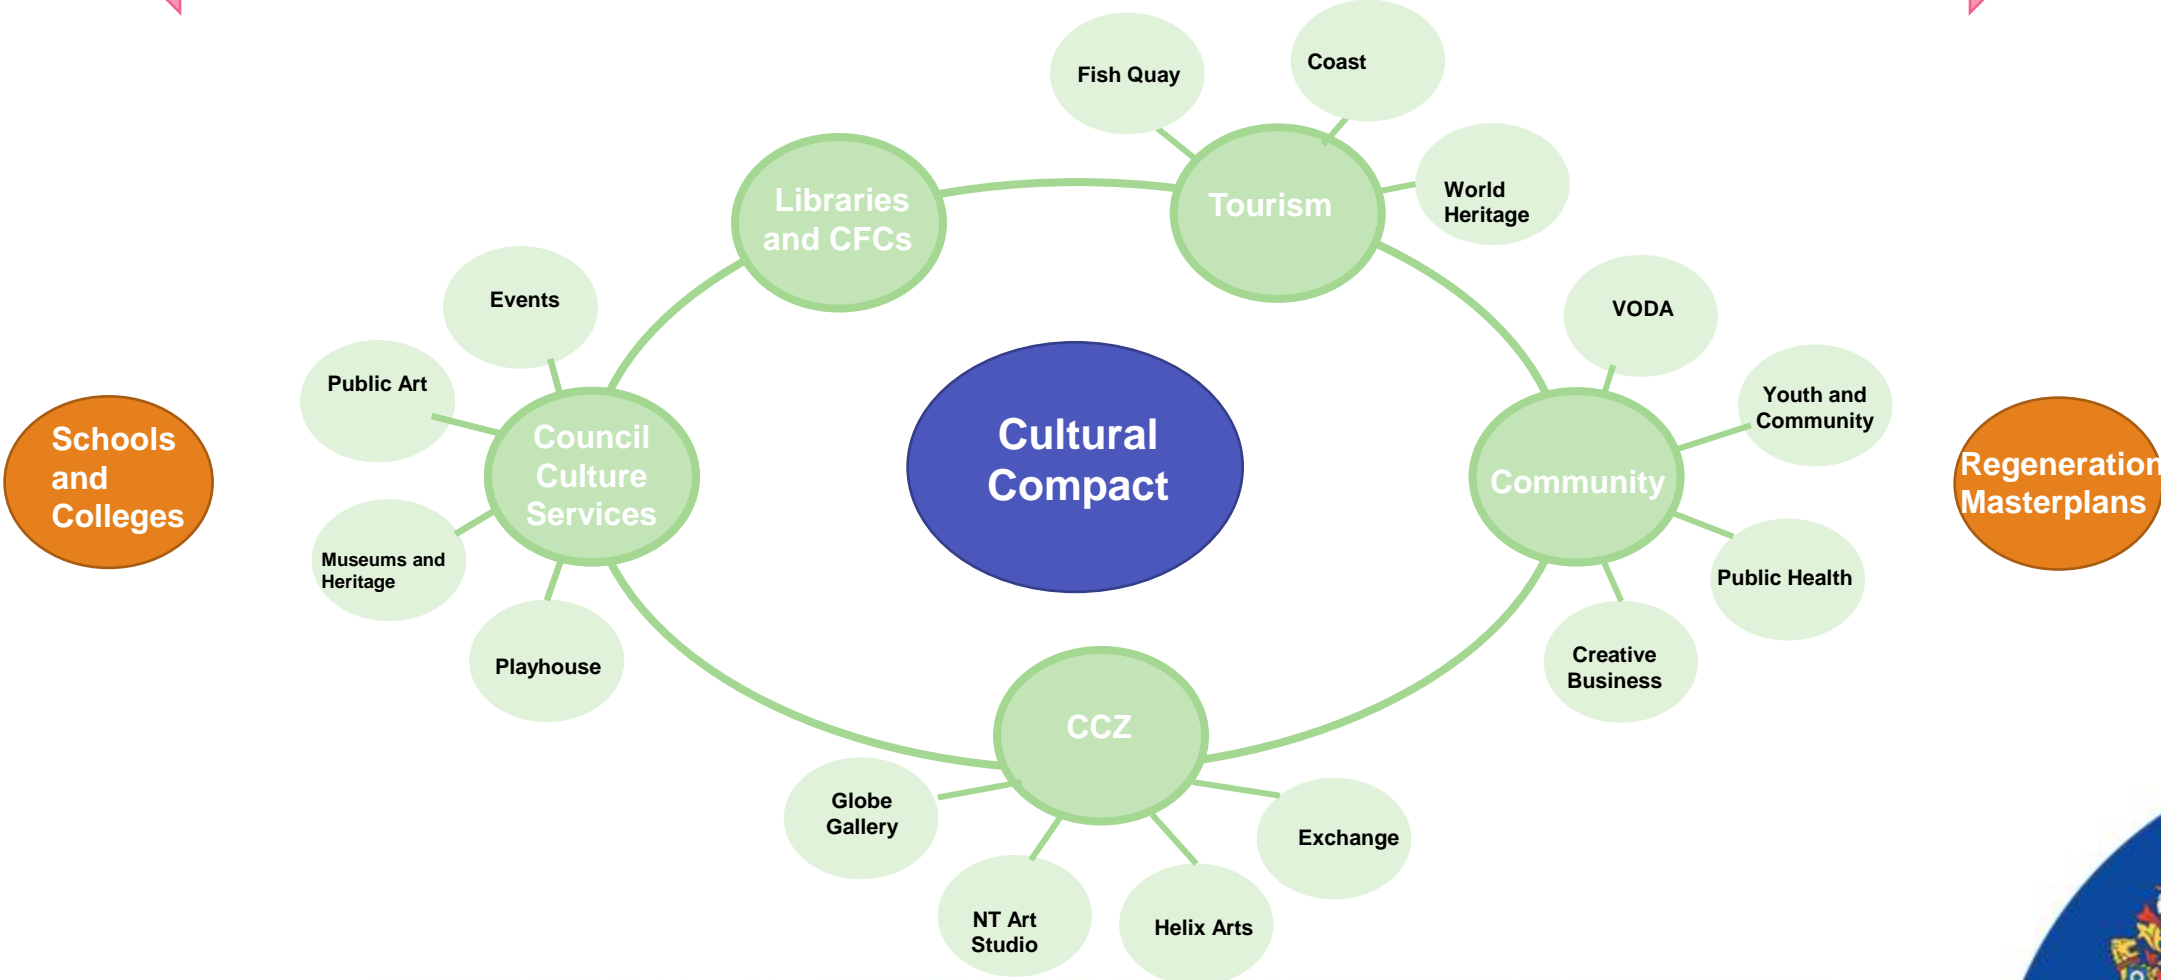 Fish Quay
Coast
World
Heritage
Libraries
and CFCs
Tourism
Events
VODA
Public Art
Youth and
Community
Schools
and
Colleges
Council
Culture
Services
Cultural
Compact
Community
Regeneration
Masterplans
Museums and
Heritage
Public Health
Playhouse
Creative
Business
CCZ
Globe
Gallery
Exchange
NT Art
Studio
Helix Arts